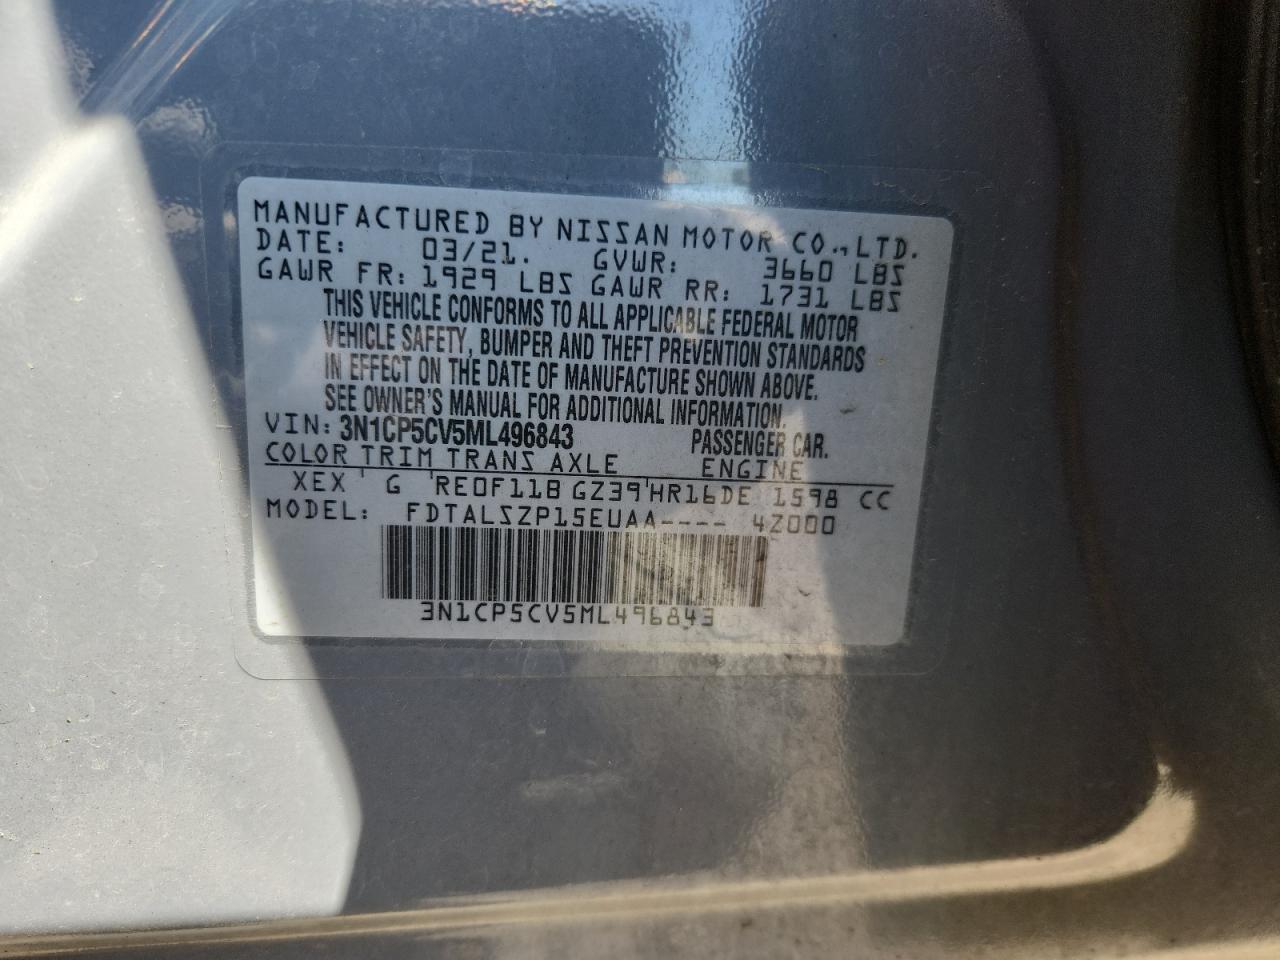 MANUFACTURED BY NISSAN MOTOR CO., LTD.
DATE: 03/21. GVWR: 3660 LBS
GAWR FR: 1929 LBS GAWR RR: 1731 LBS
THIS VEHICLE CONFORMS TO ALL APPLICABLE FEDERAL MOTOR
VEHICLE SAFETY, BUMPER AND THEFT PREVENTION STANDARDS
IN EFFECT ON THE DATE OF MANUFACTURE SHOWN ABOVE.
SEE OWNER'S MANUAL FOR ADDITIONAL INFORMATION.
VIN: 3N1CP5CV5ML496843 PASSENGER CAR.
COLOR TRIM TRANS AXLE ENGINE
XEX G RE0F11B GZ39 HR16DE 1598 CC
MODEL: FDTALSZP15EUAA---- 4Z000
3N1CP5CV5ML496843